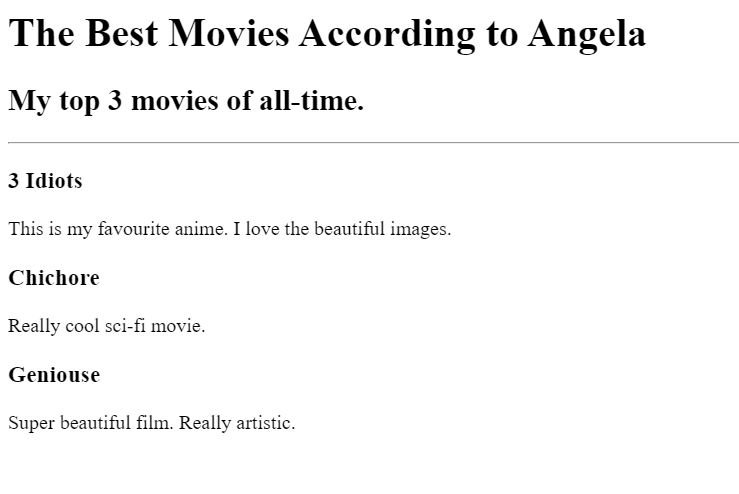 The Best Movies According to Angela
My top 3 movies of all-time.
3 Idiots
This is my favourite anime. I love the beautiful images.
Chichore
Really cool sci-fi movie.
Geniouse
Super beautiful film. Really artistic.